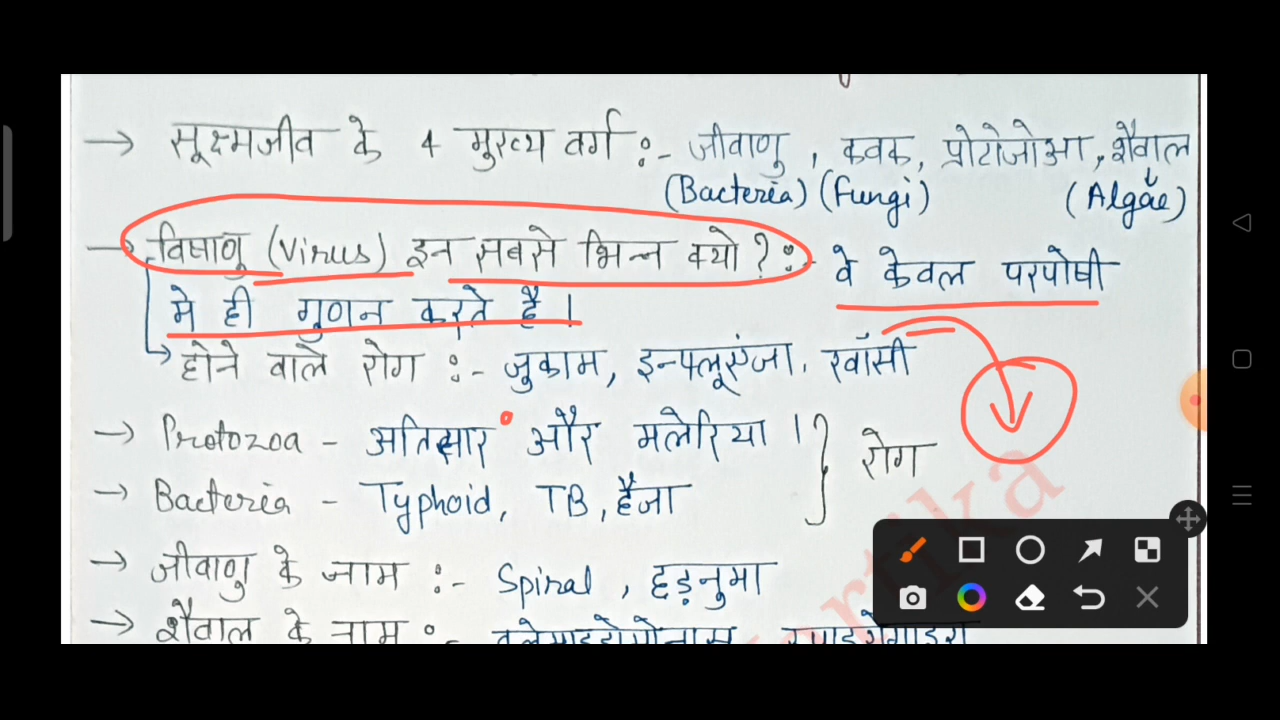 → सूक्ष्मजीव के 4 मुख्य वर्ग :- जीवाणु, कवक, प्रोटोजोआ, शैवाल
(Bacteria) (Fungi) (Algae)
→ विषाणु (Virus) इन सबसे भिन्न क्यो? :- वे केवल परपोषी
मे ही गुणन करते है।
→ होने वाले रोग :- जुकाम, इन्फ्लूएंजा, खाँसी
→ Protozoa - अतिसार और मलेरिया। } रोग
→ Bacteria - Typhoid, TB, हैजा
→ जीवाणु के नाम :- Spiral, छड़नुमा
→ शैवाल के नाम :- क्लेमाइडोमोनास